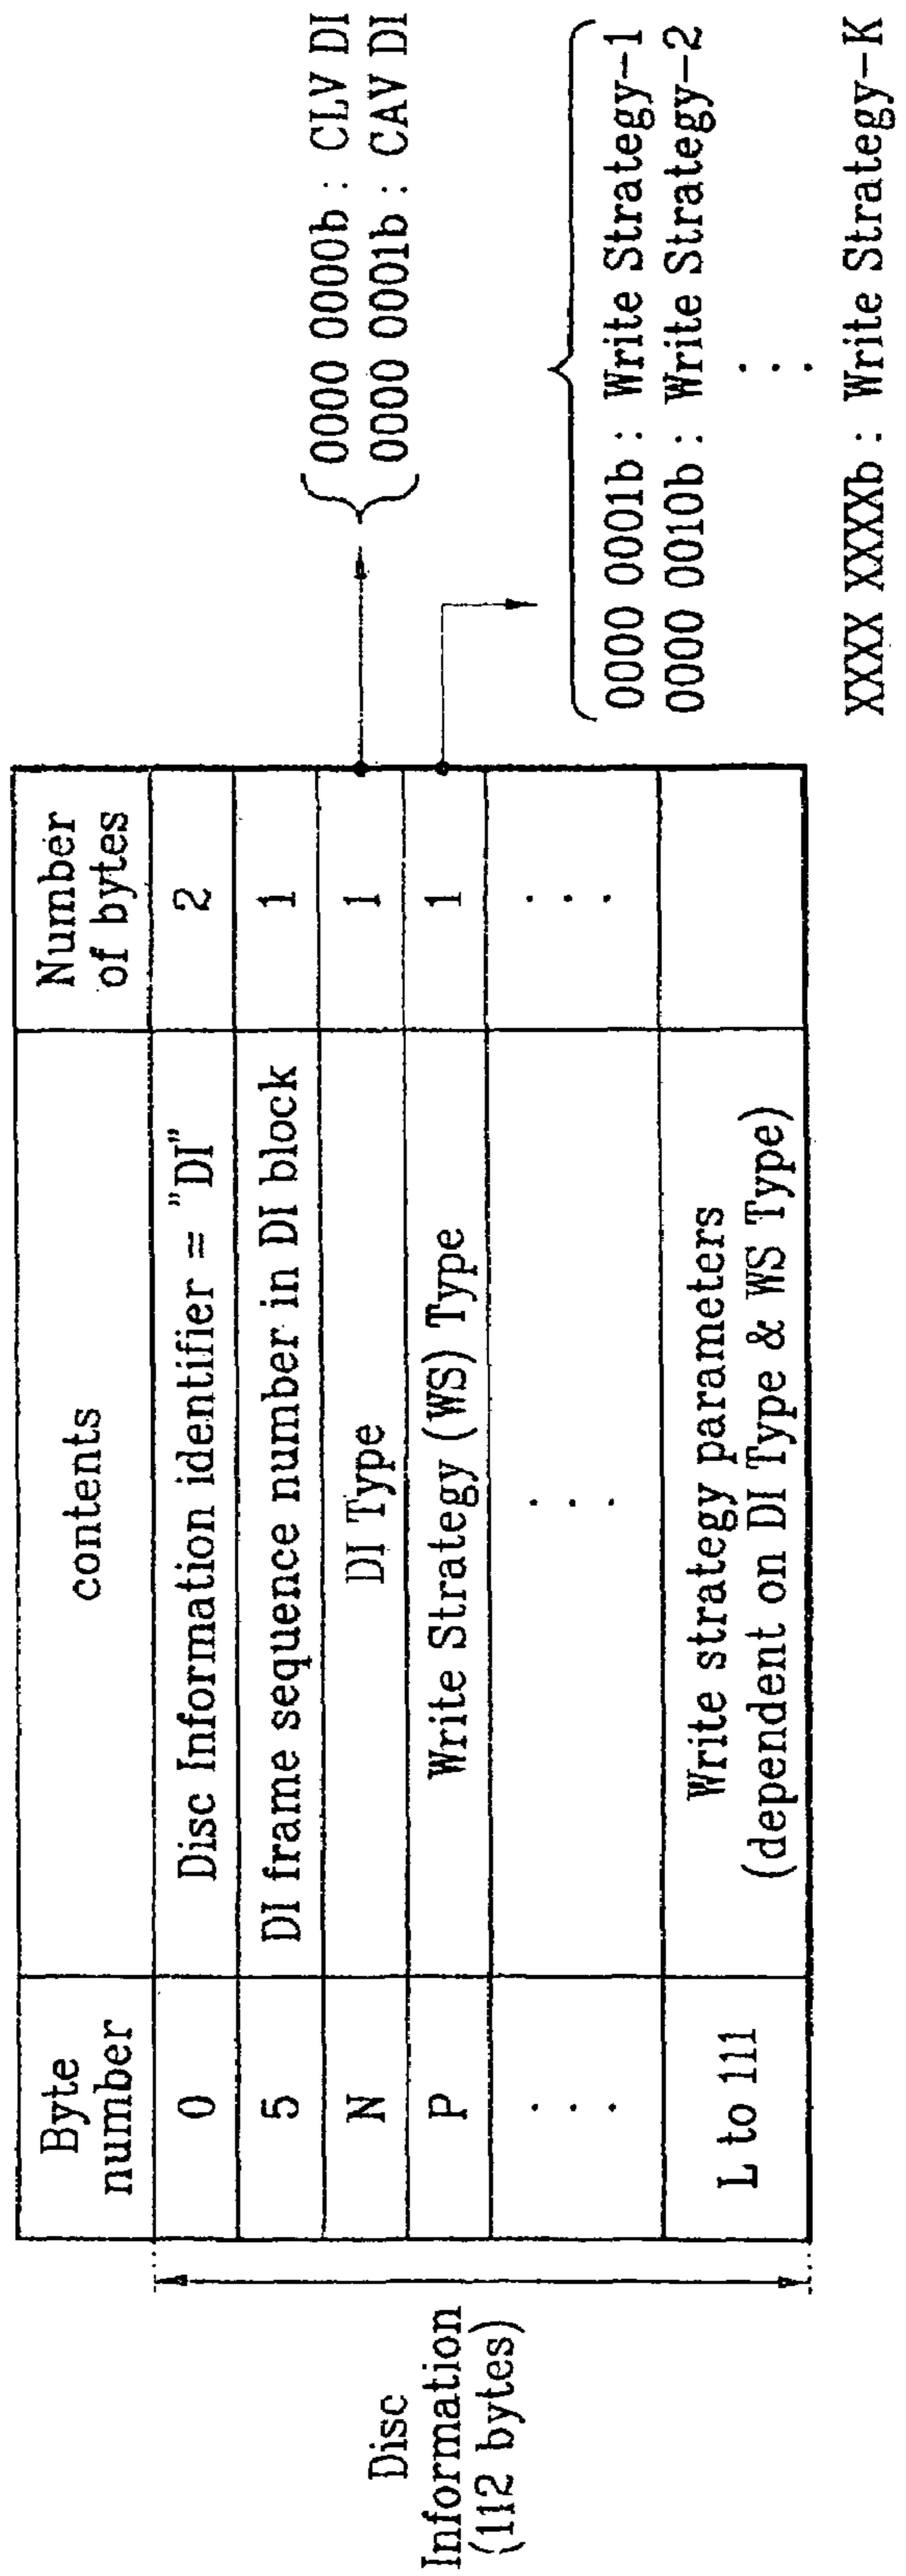 Disc
Information
(112 bytes)
Byte
number
contents
Number
of bytes
0
Disc Information identifier = "DI"
2
5
DI frame sequence number in DI block
1
N
DI Type
1
0000 0000b : CLV DI
0000 0001b : CAV DI
P
Write Strategy (WS) Type
1
0000 0001b : Write Strategy-1
0000 0010b : Write Strategy-2
XXXX XXXXb : Write Strategy-K
. . .
. . .
. . .
L to 111
Write strategy parameters
(dependent on DI Type & WS Type)